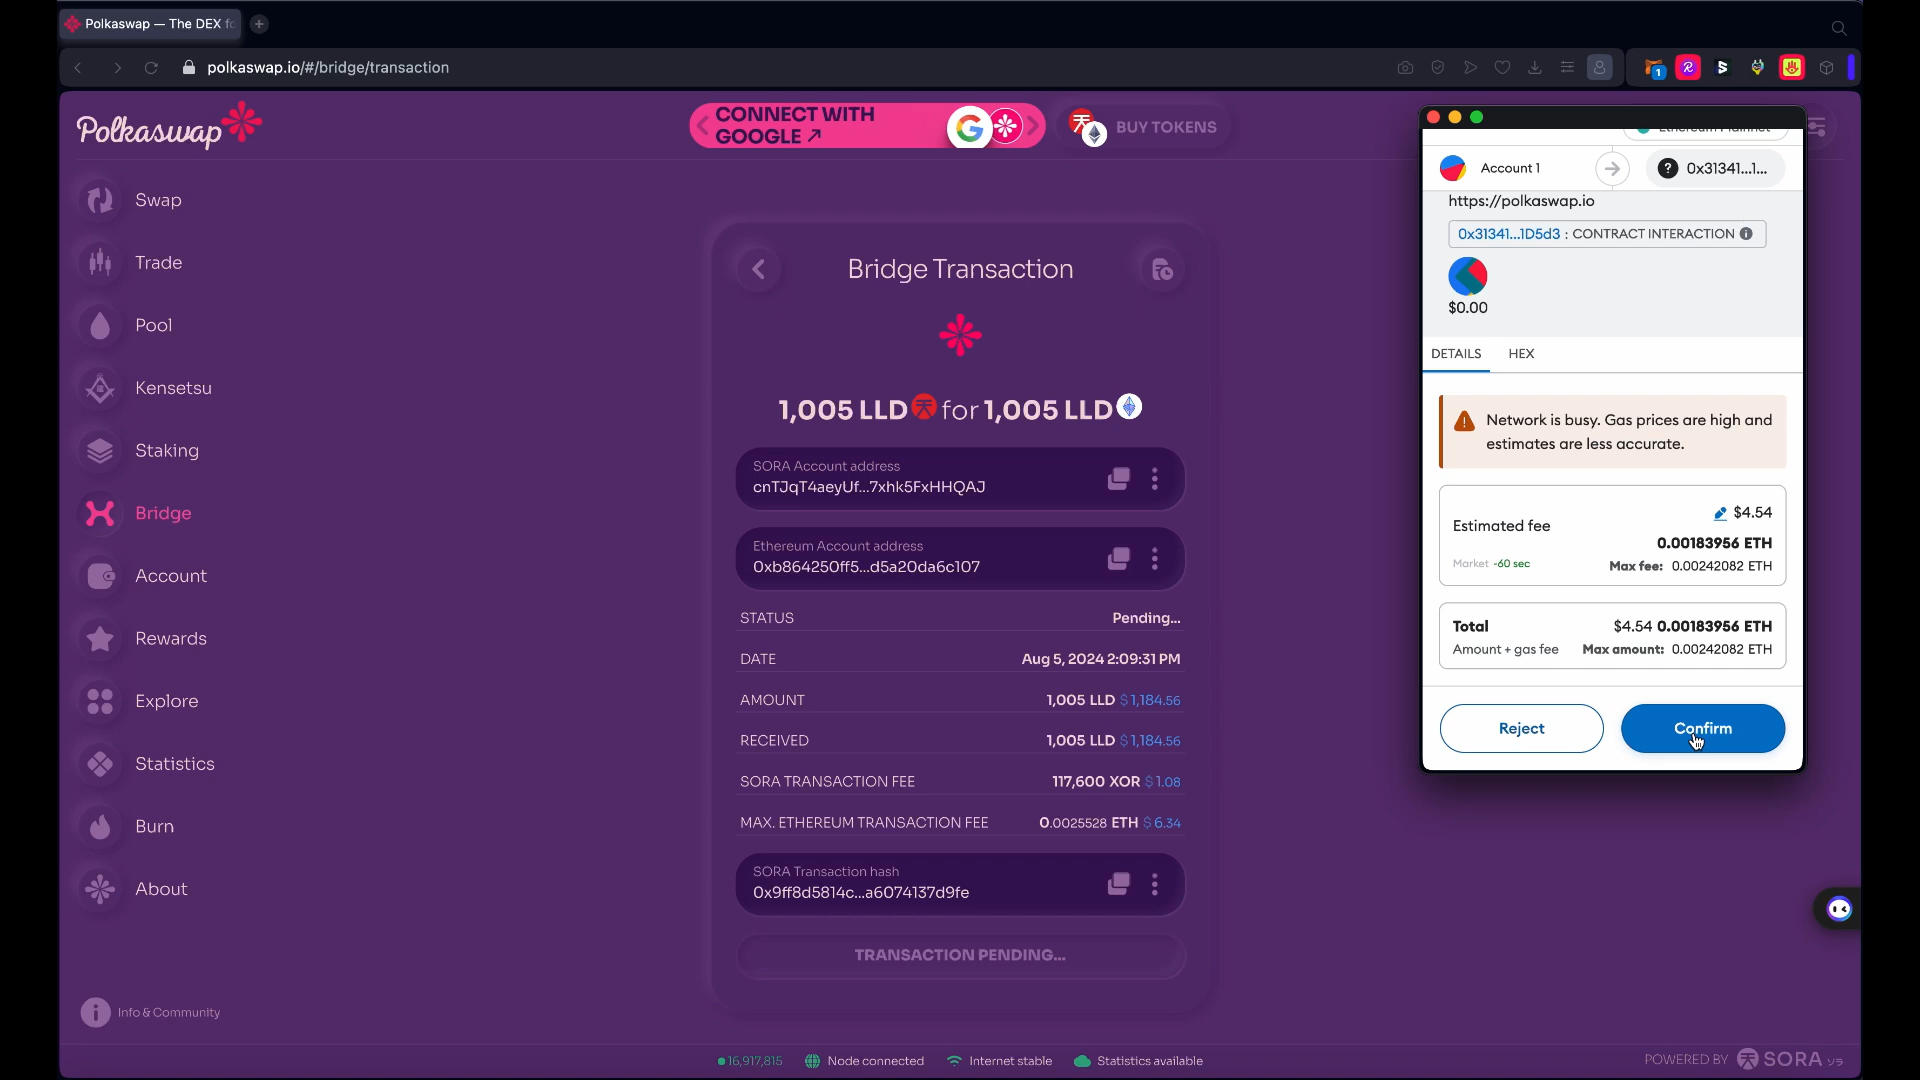 Polkaswap — The DEX fo
polkaswap.io/#/bridge/transaction
1
Polkaswap
CONNECT WITH
GOOGLE ↗
BUY TOKENS
Swap
Trade
Pool
Kensetsu
Staking
Bridge
Account
Rewards
Explore
Statistics
Burn
About
Info & Community
Bridge Transaction
1,005 LLD for 1,005 LLD
SORA Account address
cnTJqT4aeyUf...7xhk5FxHHQAJ
Ethereum Account address
0xb864250ff5...d5a20da6c107
STATUS Pending...
DATE Aug 5, 2024 2:09:31 PM
AMOUNT 1,005 LLD $1,184.56
RECEIVED 1,005 LLD $1,184.56
SORA TRANSACTION FEE 117,600 XOR $1.08
MAX. ETHEREUM TRANSACTION FEE 0.0025528 ETH $6.34
SORA Transaction hash
0x9ff8d5814c...a6074137d9fe
TRANSACTION PENDING...
Ethereum Mainnet
Account 1
0x31341...1...
https://polkaswap.io
0x31341...1D5d3 : CONTRACT INTERACTION
$0.00
DETAILS HEX
Network is busy. Gas prices are high and
estimates are less accurate.
$4.54
Estimated fee
0.00183956 ETH
Market ~60 sec Max fee: 0.00242082 ETH
Total $4.54 0.00183956 ETH
Amount + gas fee Max amount: 0.00242082 ETH
Reject Confirm
16,917,815 Node connected Internet stable Statistics available
POWERED BY SORA ソラ